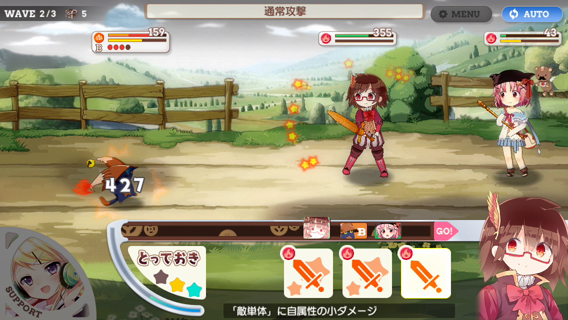 WAVE 2/3 5
通常攻撃
MENU
AUTO
159
B
355
43
427
B
GO!
とっておき
SUPPORT
「敵単体」に自属性の小ダメージ